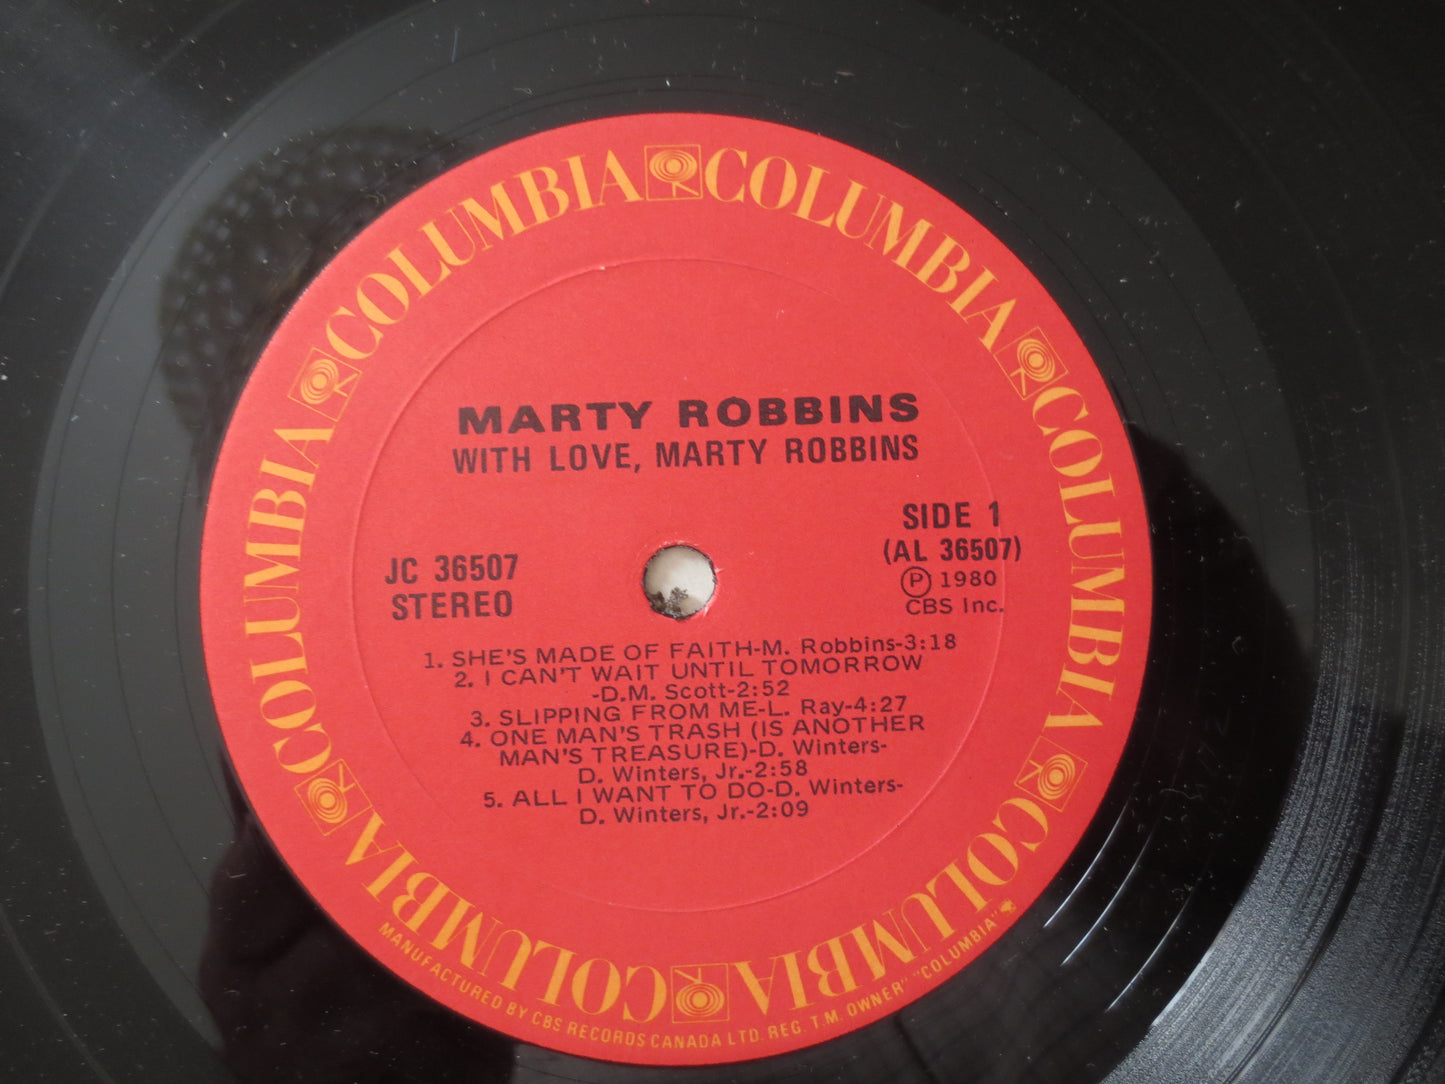 COLUMBIA COLUMBIA COLUMBIA COLUMBIA COLUMBIA COLUMBIA
MARTY ROBBINS
WITH LOVE, MARTY ROBBINS
SIDE 1
(AL 36507)
Ⓟ 1980
CBS Inc.
JC 36507
STEREO
1. SHE'S MADE OF FAITH-M. Robbins-3:18
2. I CAN'T WAIT UNTIL TOMORROW
-D.M. Scott-2:52
3. SLIPPING FROM ME-L. Ray-4:27
4. ONE MAN'S TRASH (IS ANOTHER
MAN'S TREASURE)-D. Winters-
D. Winters, Jr.-2:58
5. ALL I WANT TO DO-D. Winters-
D. Winters, Jr.-2:09
MANUFACTURED BY CBS RECORDS CANADA LTD. REG. T.M. OWNER "COLUMBIA"